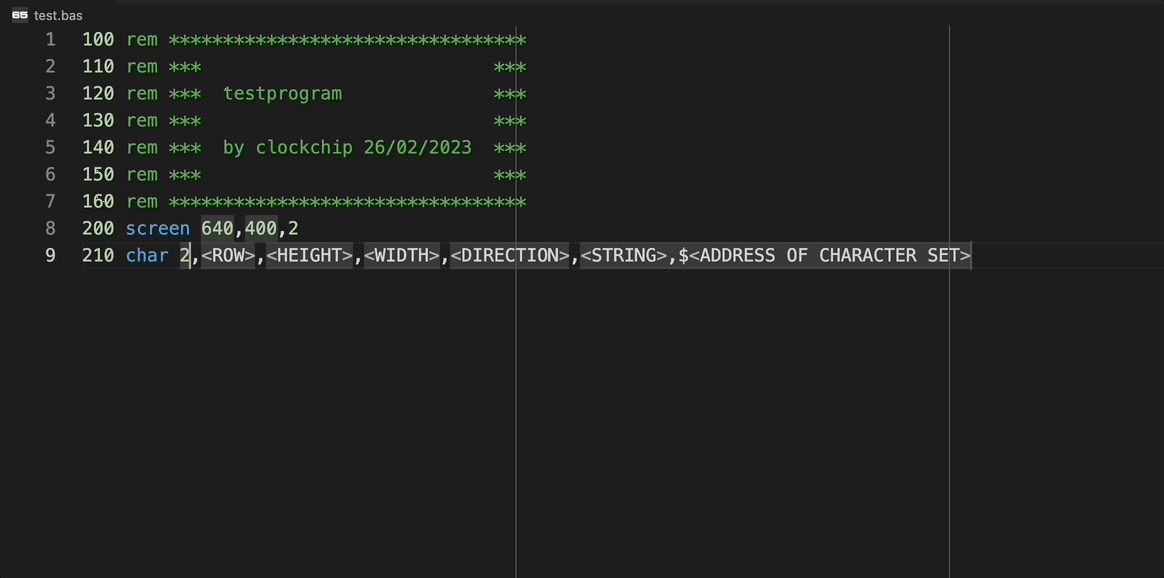 65 test.bas
1 100 rem *********************************
2 110 rem ***                           ***
3 120 rem ***  testprogram              ***
4 130 rem ***                           ***
5 140 rem ***  by clockchip 26/02/2023  ***
6 150 rem ***                           ***
7 160 rem *********************************
8 200 screen 640,400,2
9 210 char 2,<ROW>,<HEIGHT>,<WIDTH>,<DIRECTION>,<STRING>,$<ADDRESS OF CHARACTER SET>